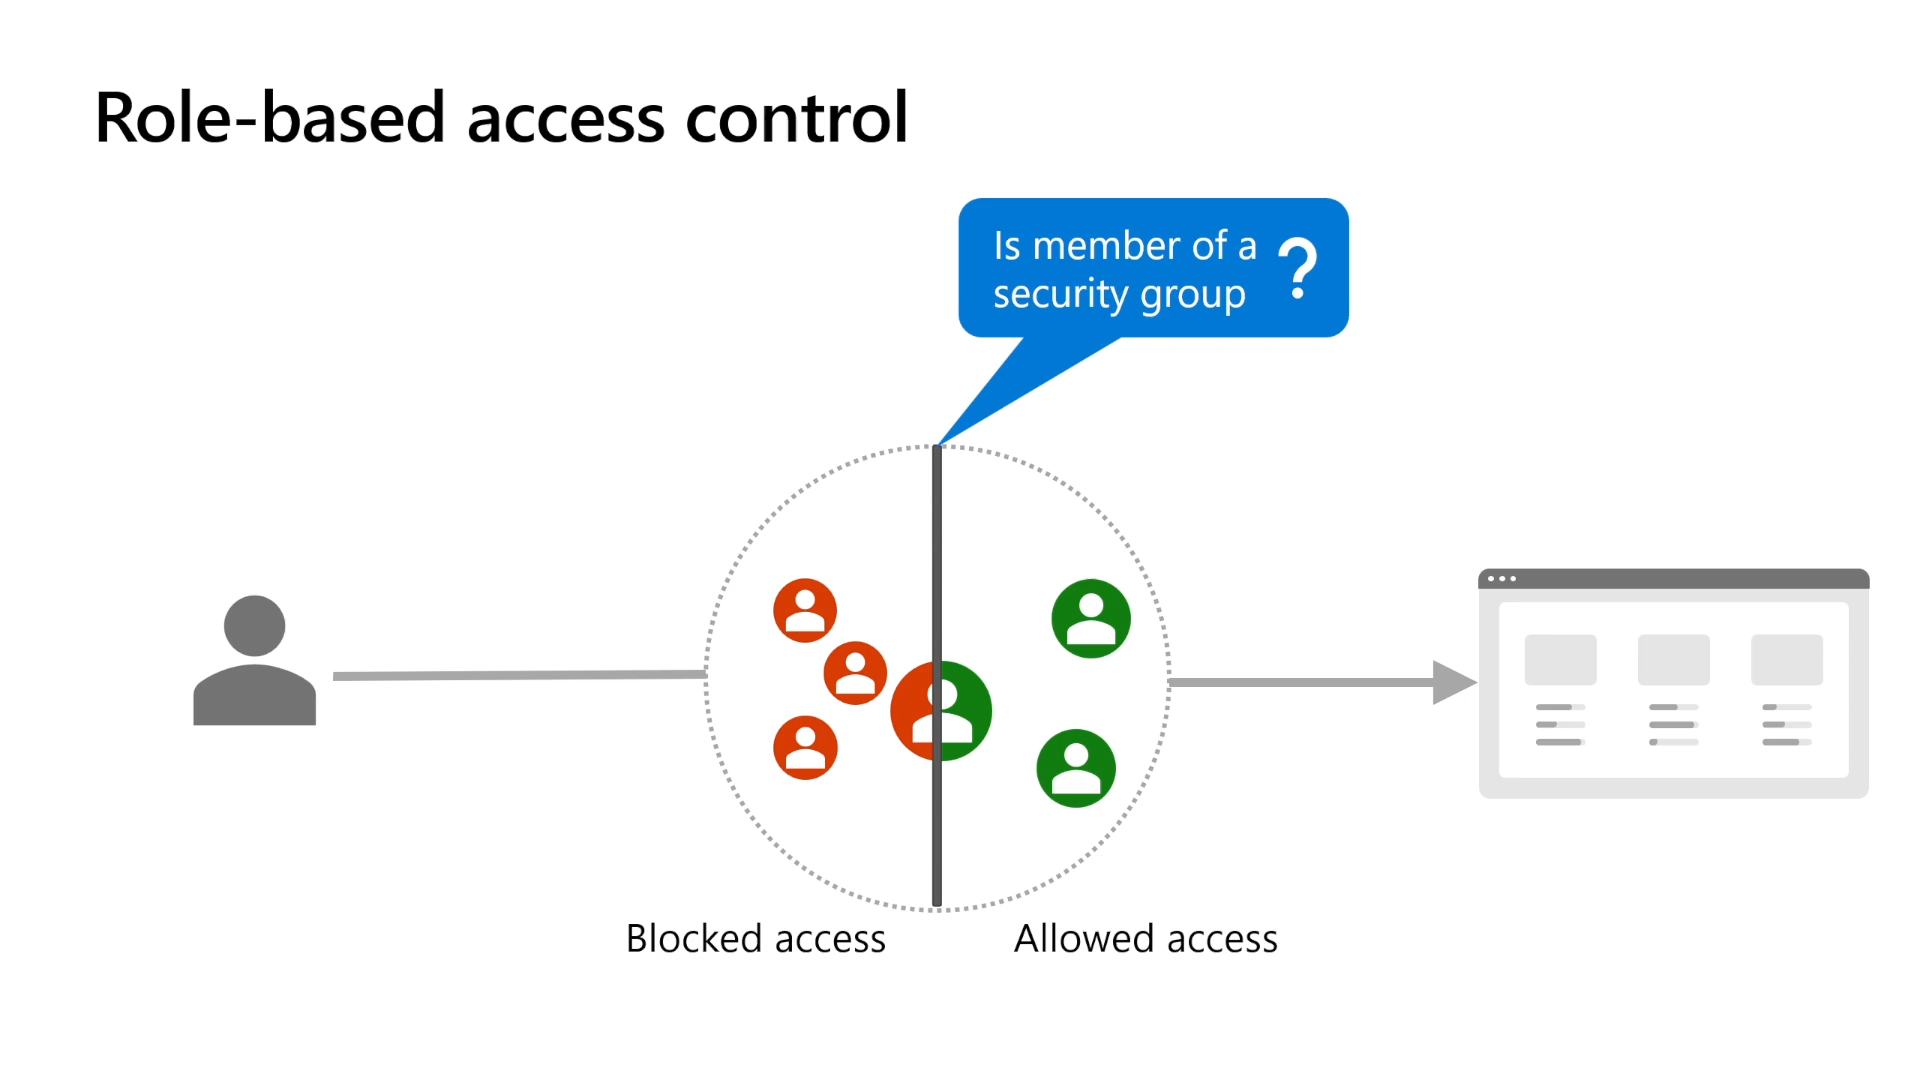 Role-based access control
Is member of a
security group
?
Blocked access
Allowed access